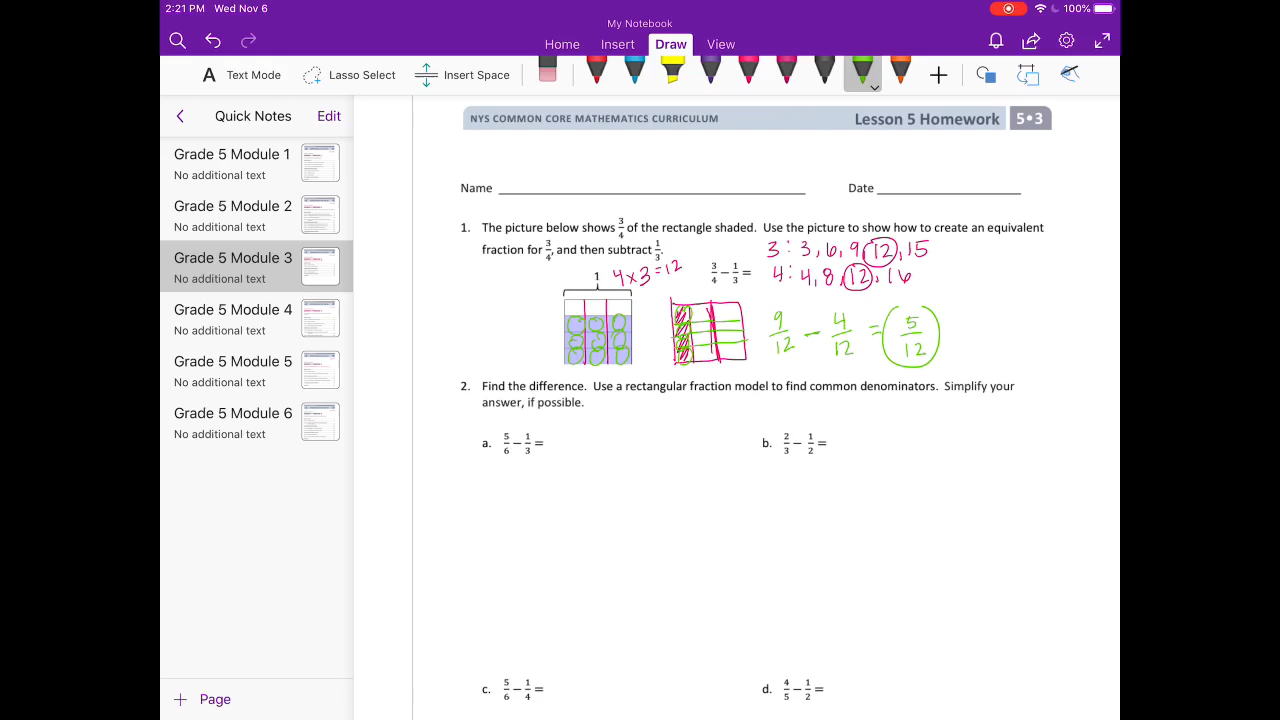 2:21 PM Wed Nov 6
100%
My Notebook
Home Insert Draw View
Text Mode Lasso Select Insert Space
Quick Notes Edit
Grade 5 Module 1
No additional text
Grade 5 Module 2
No additional text
Grade 5 Module 3
No additional text
Grade 5 Module 4
No additional text
Grade 5 Module 5
No additional text
Grade 5 Module 6
No additional text
Page
NYS COMMON CORE MATHEMATICS CURRICULUM Lesson 5 Homework 5•3
Name Date
1. The picture below shows 3/4 of the rectangle shaded. Use the picture to show how to create an equivalent
fraction for 3/4, and then subtract 1/3.
3: 3, 6, 9, 12, 15
1 4x3=12 3/4 − 1/3 = 4: 4, 8, 12, 16
9/12 − 4/12 = 5/12
2. Find the difference. Use a rectangular fraction model to find common denominators. Simplify your
answer, if possible.
a. 5/6 − 1/3 = b. 2/3 − 1/2 =
c. 5/6 − 1/4 = d. 4/5 − 1/2 =